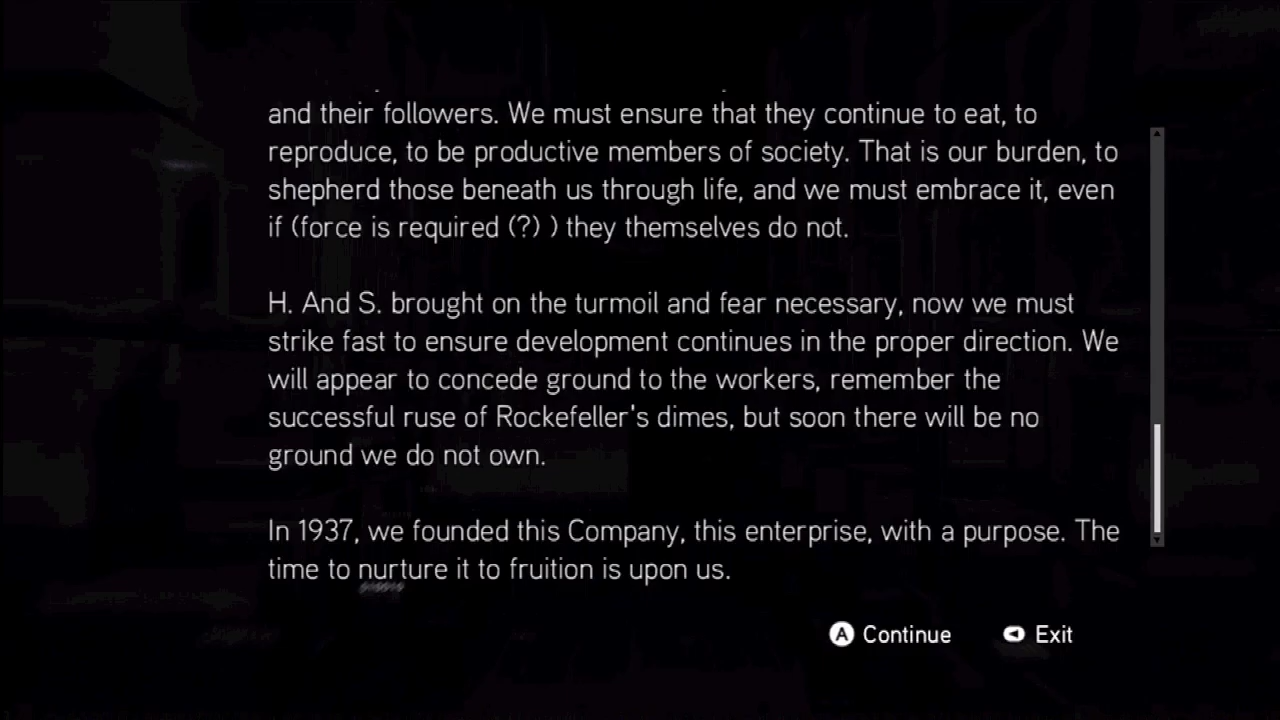 and their followers. We must ensure that they continue to eat, to
reproduce, to be productive members of society. That is our burden, to
shepherd those beneath us through life, and we must embrace it, even
if (force is required (?) ) they themselves do not.
H. And S. brought on the turmoil and fear necessary, now we must
strike fast to ensure development continues in the proper direction. We
will appear to concede ground to the workers, remember the
successful ruse of Rockefeller's dimes, but soon there will be no
ground we do not own.
In 1937, we founded this Company, this enterprise, with a purpose. The
time to nurture it to fruition is upon us.
A Continue
Exit